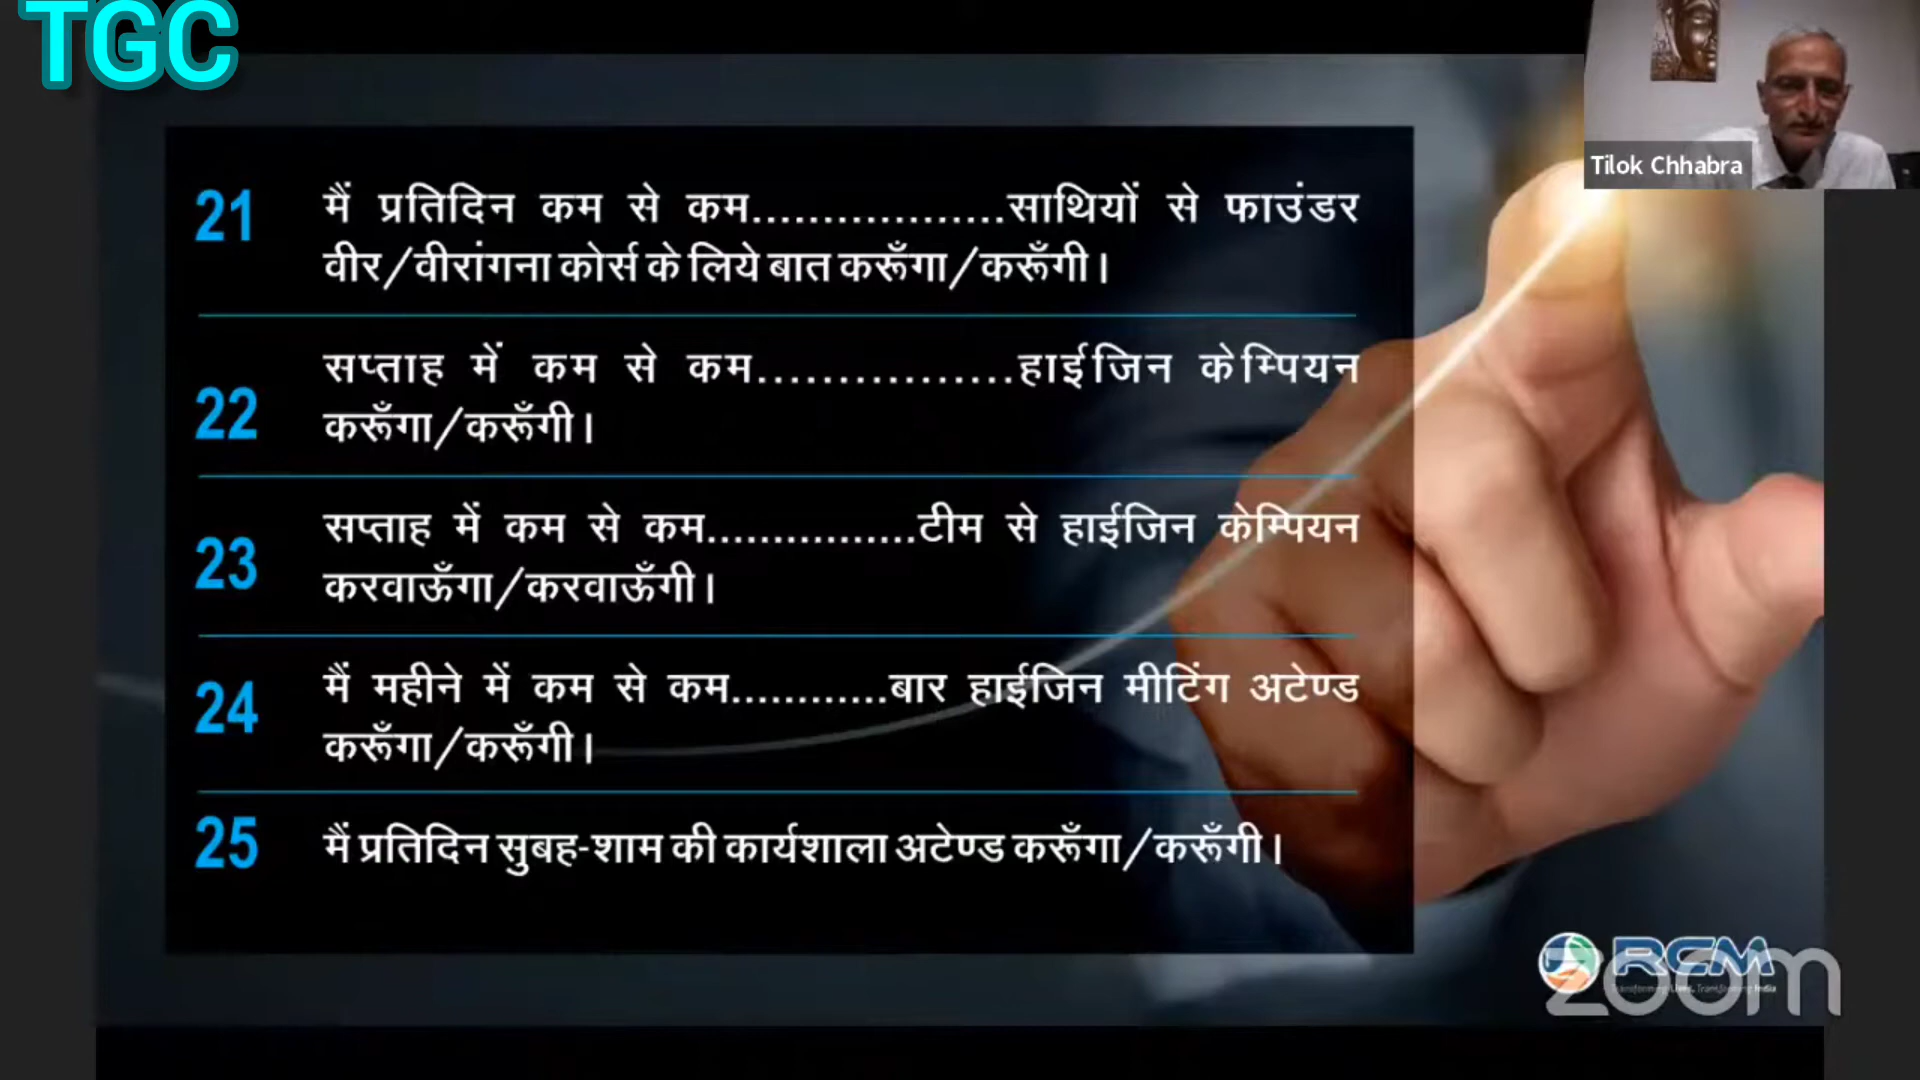 TGC
Tilok Chhabra
21 मैं प्रतिदिन कम से कम..................साथियों से फाउंडर
वीर/वीरांगना कोर्स के लिये बात करूँगा/करूँगी।
सप्ताह में कम से कम................हाईजिन केम्पियन
22 करूँगा/करूँगी।
सप्ताह में कम से कम................टीम से हाईजिन केम्पियन
23 करवाऊँगा/करवाऊँगी।
24 मैं महीने में कम से कम............बार हाईजिन मीटिंग अटेण्ड
करूँगा/करूँगी।
25 मैं प्रतिदिन सुबह-शाम की कार्यशाला अटेण्ड करूँगा/करूँगी।
RCM
zoom